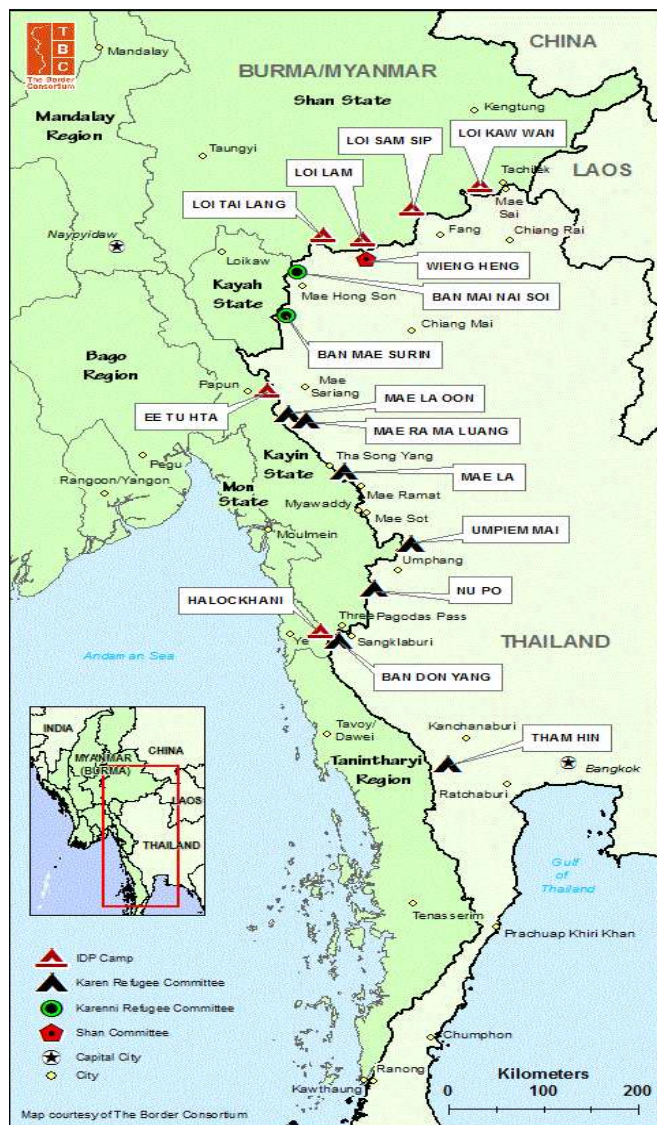 T
B
C
The Border
Consortium
CHINA
Mandalay
BURMA/MYANMAR
Shan State
Mandalay
Region
Kengtung
LOI SAM SIP
LOI KAW WAN
LAOS
Taungyi
LOI LAM
Tachilek
LOI TAI LANG
Mae
Sai
Naypyidaw
Fang
Chiang Rai
Loikaw
WIENG HENG
Kayah
State
Mae Hong Son
BAN MAI NAI SOI
Chiang Mai
Bago
Region
BAN MAE SURIN
Papun
Mae
Sariang
MAE LA OON
EE TU HTA
MAE RA MA LUANG
Kayin
State
Pegu
Tha Song Yang
MAE LA
Rangoon/Yangon
Mon
State
Mae Ramat
Myawaddy
Mae Sot
Moulmein
UMPIEM MAI
Umphang
NU PO
HALOCKHANI
Three Pagodas Pass
Ye
Sangklaburi
THAILAND
Andaman Sea
BAN DON YANG
Tavoy/
Dawei
Kanchanaburi
THAM HIN
Tanintharyi
Region
Bangkok
Ratchaburi
INDIA
CHINA
MYANMAR
(BURMA)
LAOS
THAILAND
Gulf
of
Thailand
Tenasserim
Prachuap Khiri Khan
IDP Camp
Karen Refugee Committee
Karenni Refugee Committee
Shan Committee
Capital City
City
Chumphon
Ranong
Kawthaung
Kilometers
0 100 200
Map courtesy of The Border Consortium